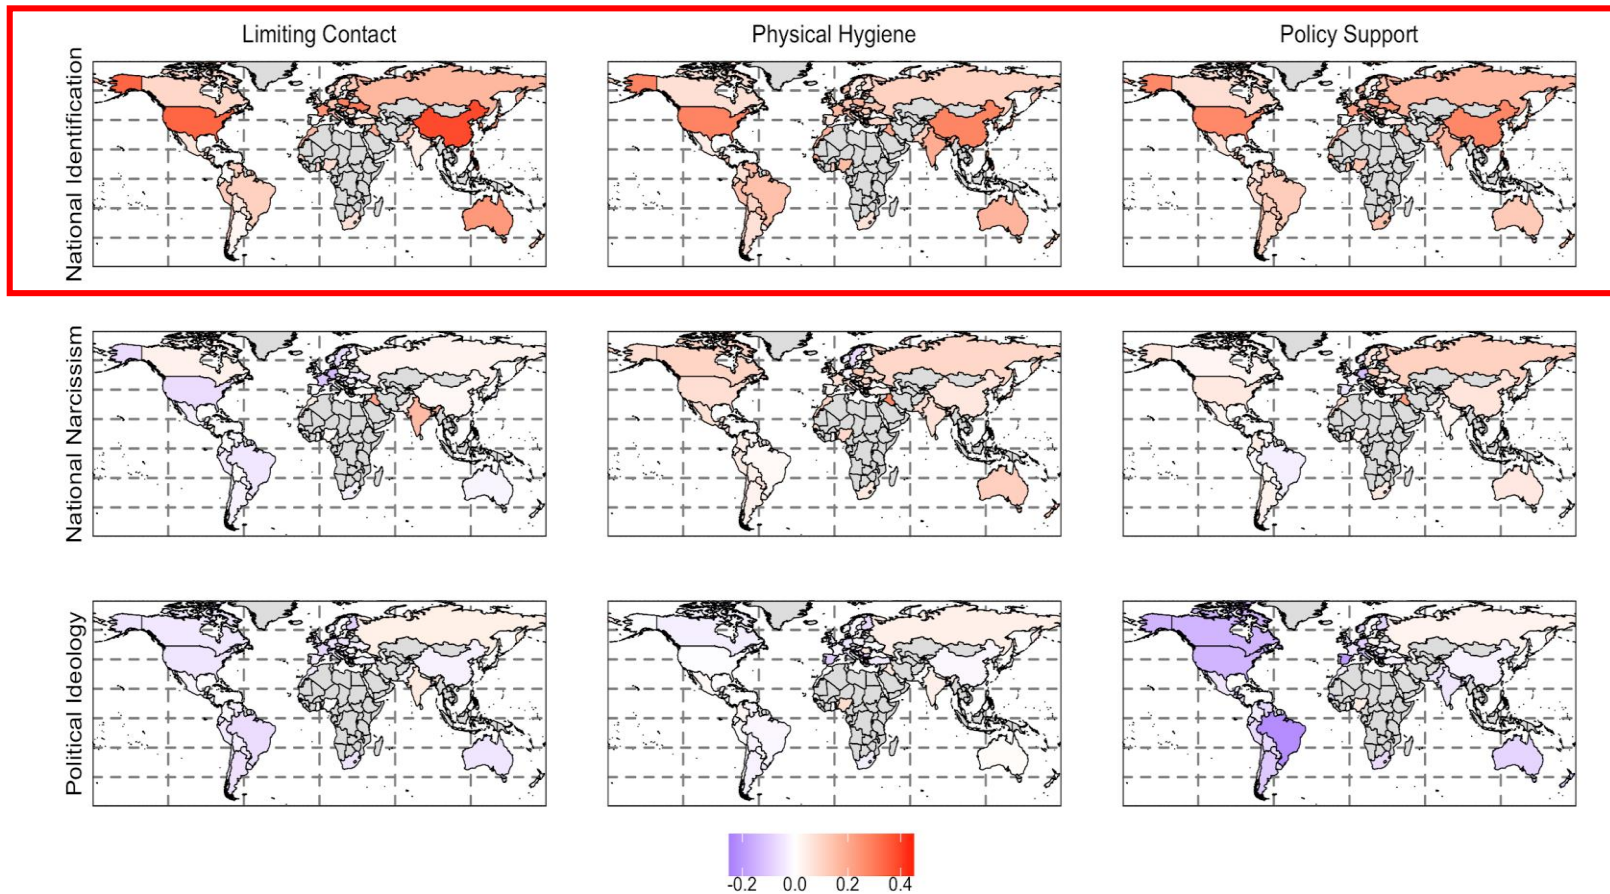 Limiting Contact
Physical Hygiene
Policy Support
National Identification
National Narcissism
Political Ideology
-0.2 0.0 0.2 0.4